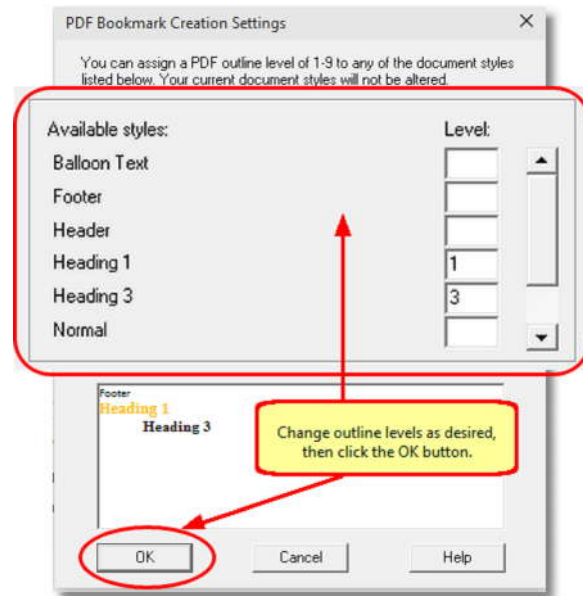 PDF Bookmark Creation Settings
You can assign a PDF outline level of 1-9 to any of the document styles
listed below. Your current document styles will not be altered.
Available styles: Level:
Balloon Text
Footer
Header
Heading 1 1
Heading 3 3
Normal
Footer
Heading 1
Heading 3
Change outline levels as desired,
then click the OK button.
OK Cancel Help